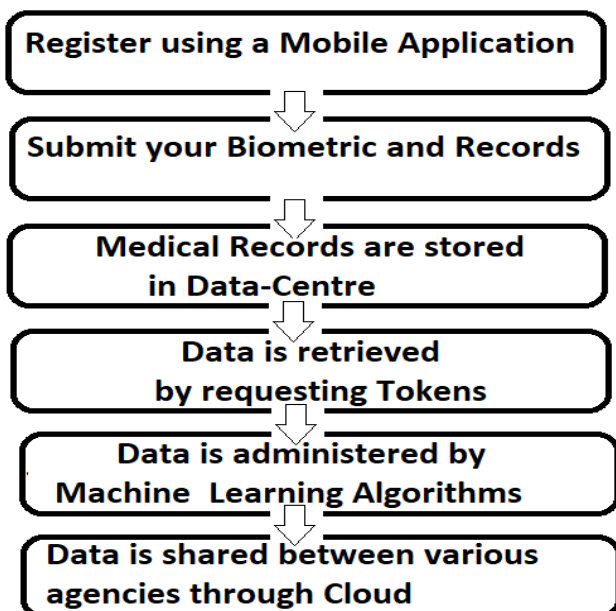 Register using a Mobile Application
Submit your Biometric and Records
Medical Records are stored
in Data-Centre
Data is retrieved
by requesting Tokens
Data is administered by
Machine Learning Algorithms
Data is shared between various
agencies through Cloud